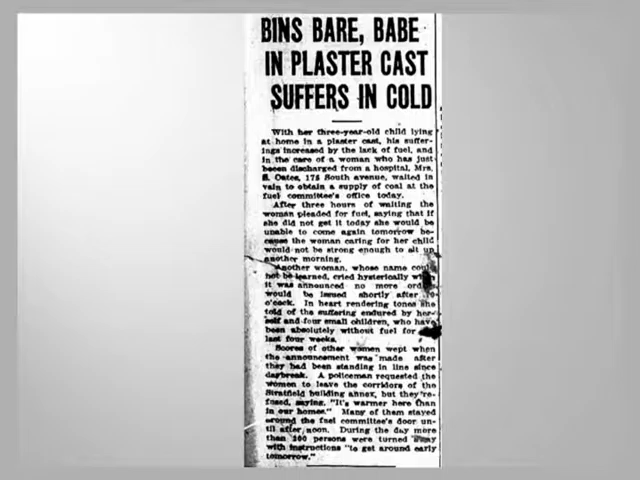 BINS BARE, BABE
IN PLASTER CAST
SUFFERS IN COLD
With her three-year-old child lying
at home in a plaster cast, his suffer-
ings increased by the lack of fuel, and
in the care of a woman who has just
been discharged from a hospital, Mrs.
Oates, 175 South avenue, waited in
vain to obtain a supply of coal at the
fuel committee's office today.
After three hours of waiting the
woman pleaded for fuel, saying that if
she did not get it today she would be
unable to come again tomorrow be-
cause the woman caring for her child
would not be strong enough to sit up
another morning.
Another woman, whose name could
not be learned, cried hysterically when
it was announced no more orders
would be issued shortly after
o'cock. In heart rendering tones she
told of the suffering endured by her-
self and four small children, who have
been absolutely without fuel for
last four weeks.
Scores of other women wept when
the announcement was made after
they had been standing in line since
daybreak. A policeman requested the
women to leave the corridors of the
Stratfield building annex, but they re-
fused, saying, "It's warmer here than
in our homes." Many of them stayed
around the fuel committee's door un-
til after noon. During the day more
than persons were turned away
with instructions "to get around early
tomorrow."